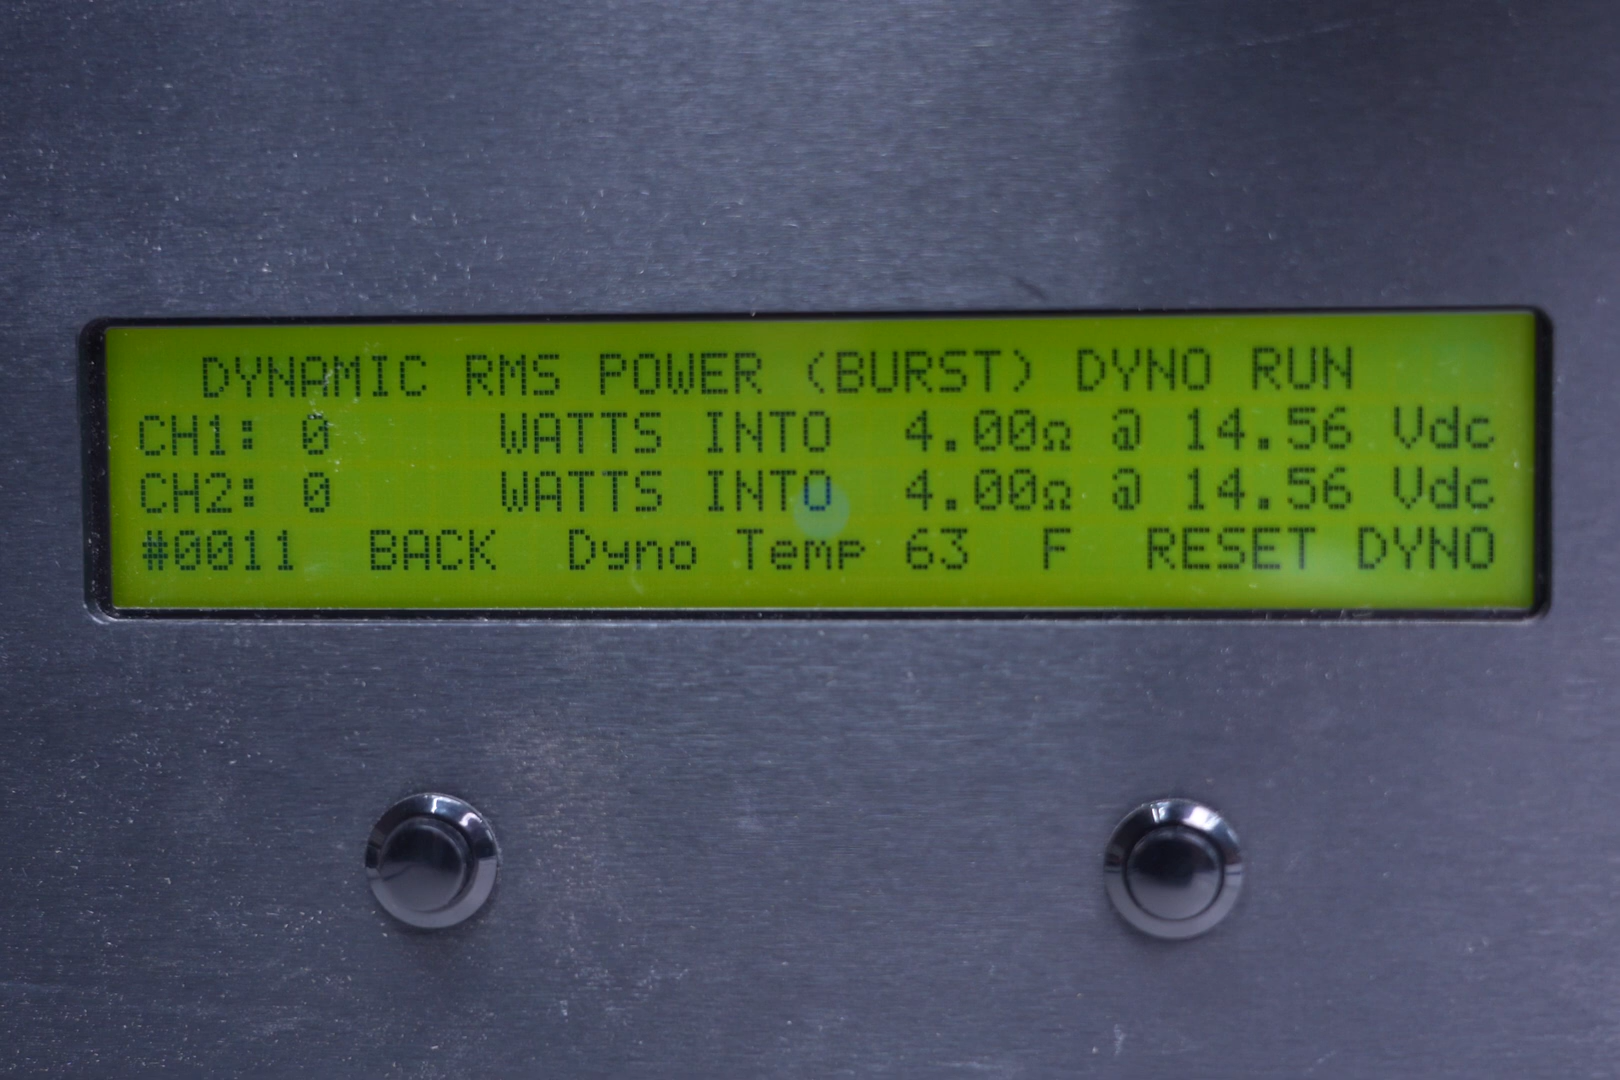 DYNAMIC RMS POWER (BURST) DYNO RUN
CH1: 0 WATTS INTO 4.00Ω @ 14.56 Vdc
CH2: 0 WATTS INTO 4.00Ω @ 14.56 Vdc
#0011 BACK Dyno Temp 63 F RESET DYNO